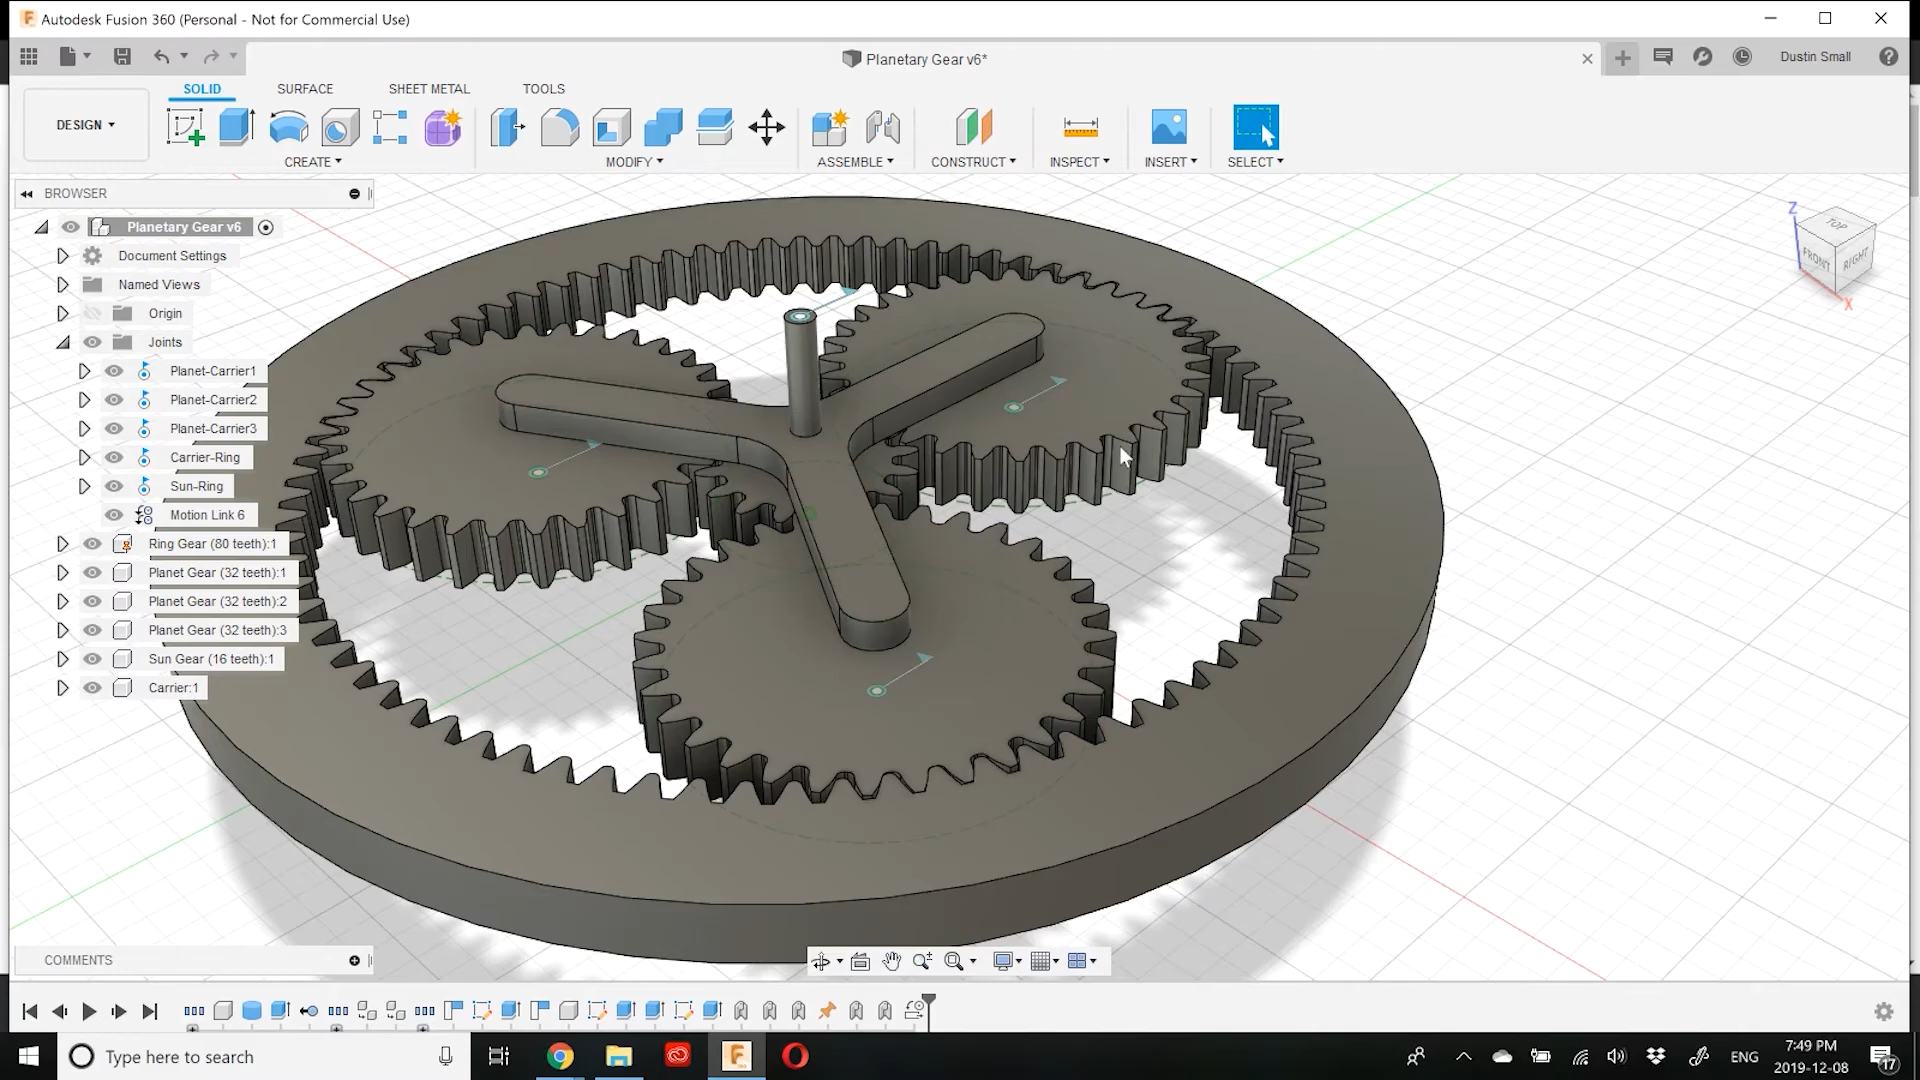 Autodesk Fusion 360 (Personal - Not for Commercial Use)
Planetary Gear v6*
Dustin Small
SOLID SURFACE SHEET METAL TOOLS
DESIGN
CREATE MODIFY ASSEMBLE CONSTRUCT INSPECT INSERT SELECT
BROWSER
Planetary Gear v6
Document Settings
Named Views
Origin
Joints
Planet-Carrier1
Planet-Carrier2
Planet-Carrier3
Carrier-Ring
Sun-Ring
Motion Link 6
Ring Gear (80 teeth):1
Planet Gear (32 teeth):1
Planet Gear (32 teeth):2
Planet Gear (32 teeth):3
Sun Gear (16 teeth):1
Carrier:1
Z
TOP
FRONT RIGHT
X
COMMENTS
Type here to search
ENG
7:49 PM
2019-12-08
17